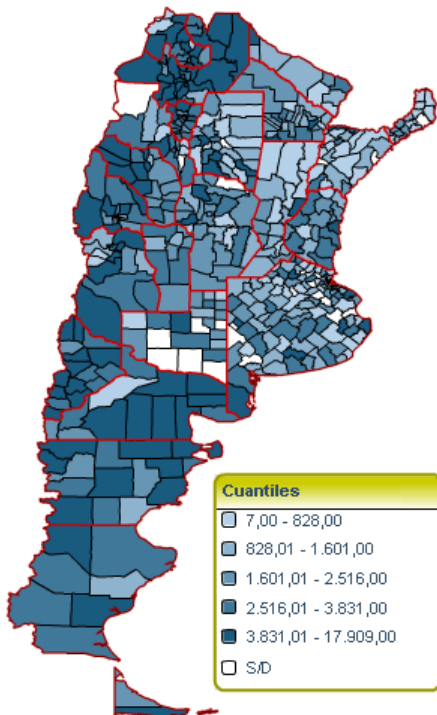 Cuantiles
7,00 - 828,00
828,01 - 1.601,00
1.601,01 - 2.516,00
2.516,01 - 3.831,00
3.831,01 - 17.909,00
S/D